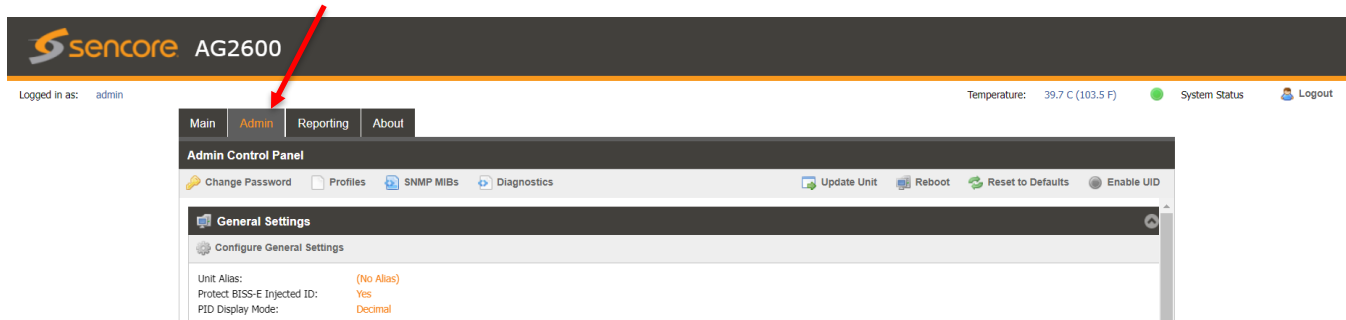 sencore AG2600
Logged in as: admin Temperature: 39.7 C (103.5 F) System Status Logout
Main Admin Reporting About
Admin Control Panel
Change Password Profiles SNMP MIBs Diagnostics Update Unit Reboot Reset to Defaults Enable UID
General Settings
Configure General Settings
Unit Alias: (No Alias)
Protect BISS-E Injected ID: Yes
PID Display Mode: Decimal